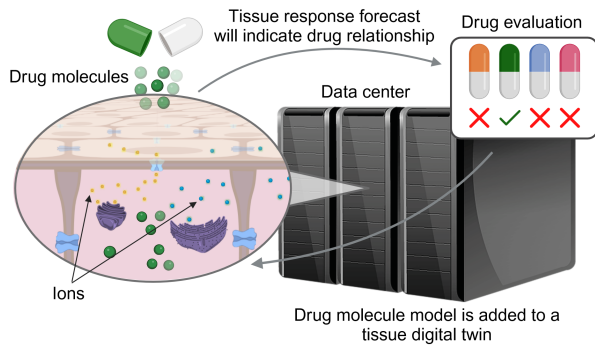 Tissue response forecast
will indicate drug relationship
Drug evaluation
Drug molecules
Data center
Ions
Drug molecule model is added to a
tissue digital twin